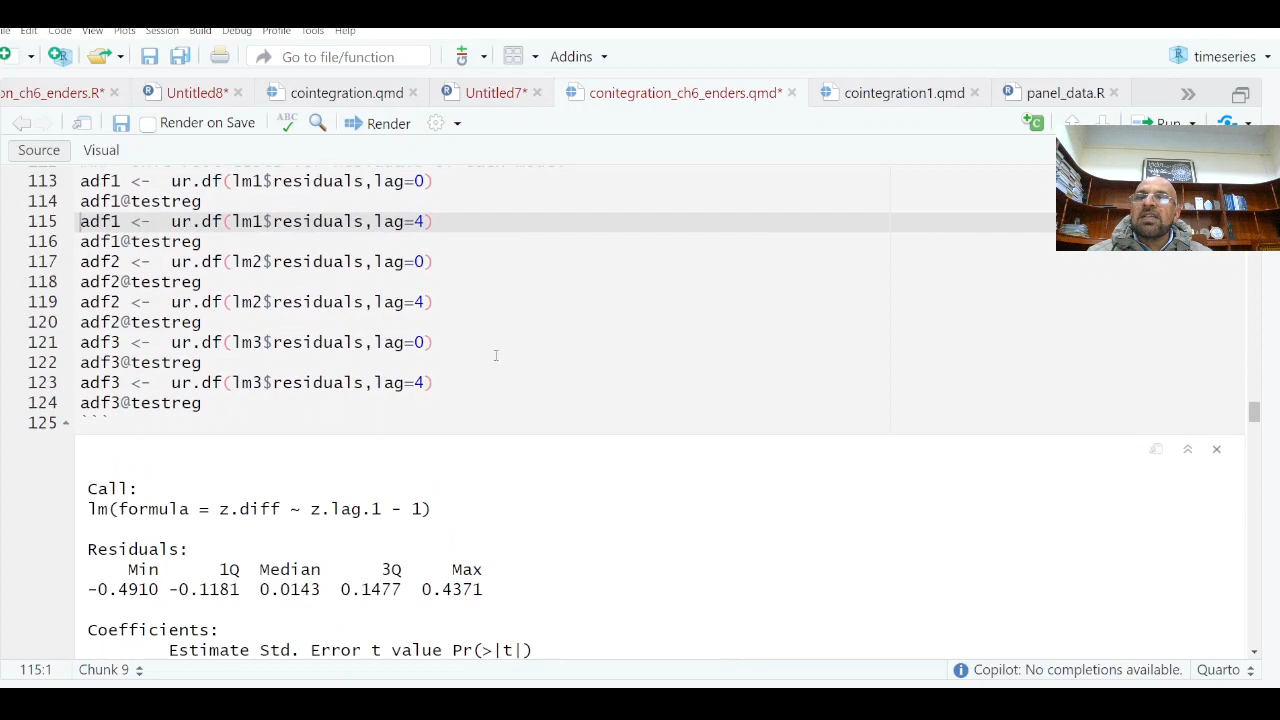 File Edit Code View Plots Session Build Debug Profile Tools Help
Go to file/function Addins timeseries
on_ch6_enders.R* Untitled8* cointegration.qmd Untitled7* conitegration_ch6_enders.qmd* cointegration1.qmd panel_data.R
Render on Save ABC Render Run
Source Visual
113 adf1 <- ur.df(lm1$residuals,lag=0)
114 adf1@testreg
115 adf1 <- ur.df(lm1$residuals,lag=4)
116 adf1@testreg
117 adf2 <- ur.df(lm2$residuals,lag=0)
118 adf2@testreg
119 adf2 <- ur.df(lm2$residuals,lag=4)
120 adf2@testreg
121 adf3 <- ur.df(lm3$residuals,lag=0)
122 adf3@testreg
123 adf3 <- ur.df(lm3$residuals,lag=4)
124 adf3@testreg
125 ```
Call:
lm(formula = z.diff ~ z.lag.1 - 1)
Residuals:
Min 1Q Median 3Q Max
-0.4910 -0.1181 0.0143 0.1477 0.4371
Coefficients:
Estimate Std. Error t value Pr(>|t|)
115:1 Chunk 9 Copilot: No completions available. Quarto